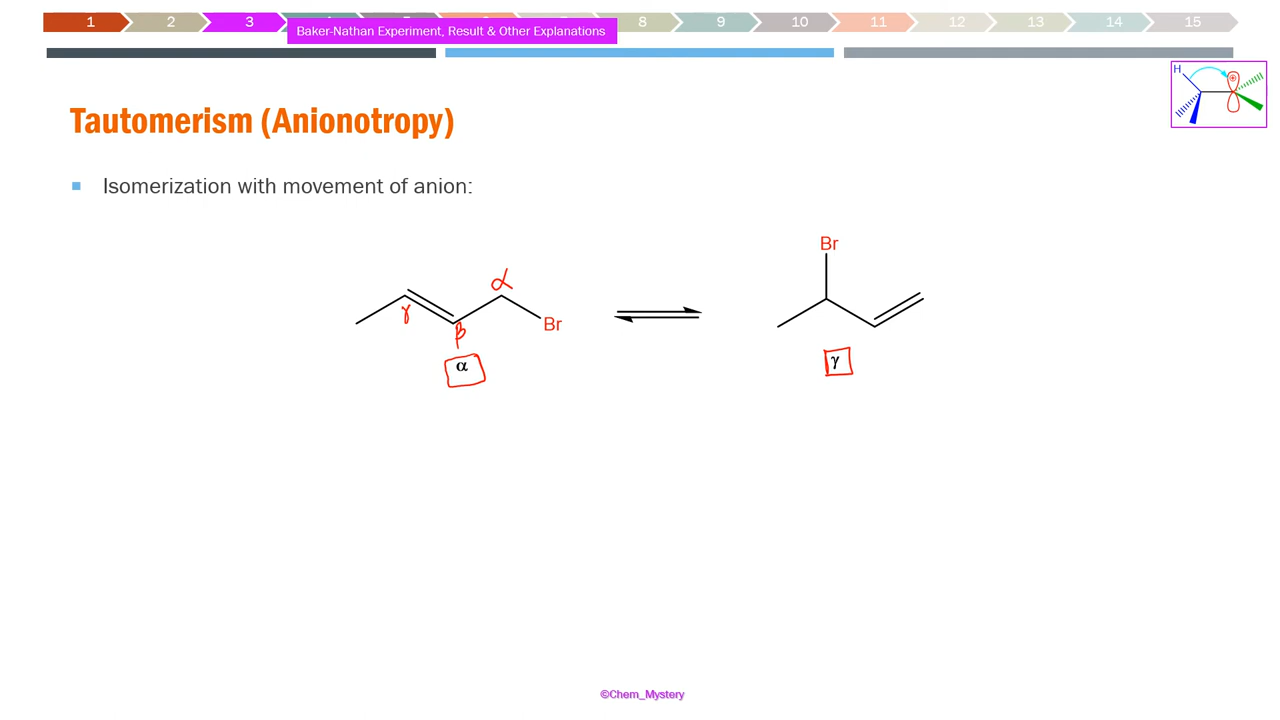 1 2 3 8 9 10 11 12 13 14 15
Baker-Nathan Experiment, Result & Other Explanations
H
Tautomerism (Anionotropy)
Isomerization with movement of anion:
Br
α
γ
β
Br
α
γ
©Chem_Mystery